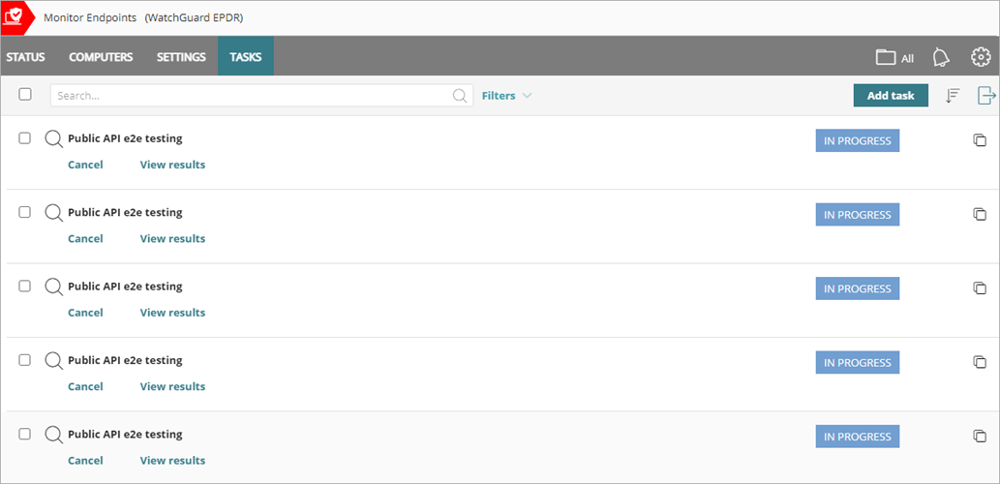 Monitor Endpoints (WatchGuard EPDR)
STATUS COMPUTERS SETTINGS TASKS All
Search... Filters Add task
Public API e2e testing IN PROGRESS
Cancel View results
Public API e2e testing IN PROGRESS
Cancel View results
Public API e2e testing IN PROGRESS
Cancel View results
Public API e2e testing IN PROGRESS
Cancel View results
Public API e2e testing IN PROGRESS
Cancel View results